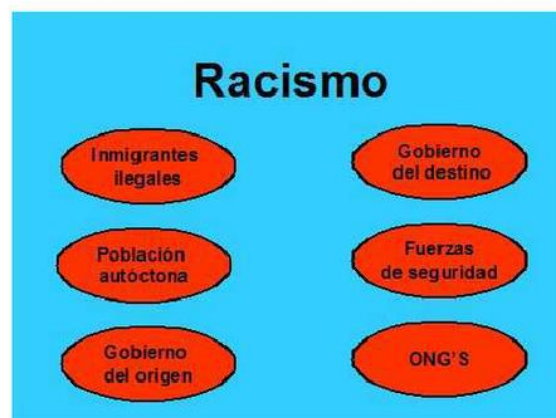 Racismo
Inmigrantes
ilegales
Población
autóctona
Gobierno
del origen
Gobierno
del destino
Fuerzas
de seguridad
ONG'S